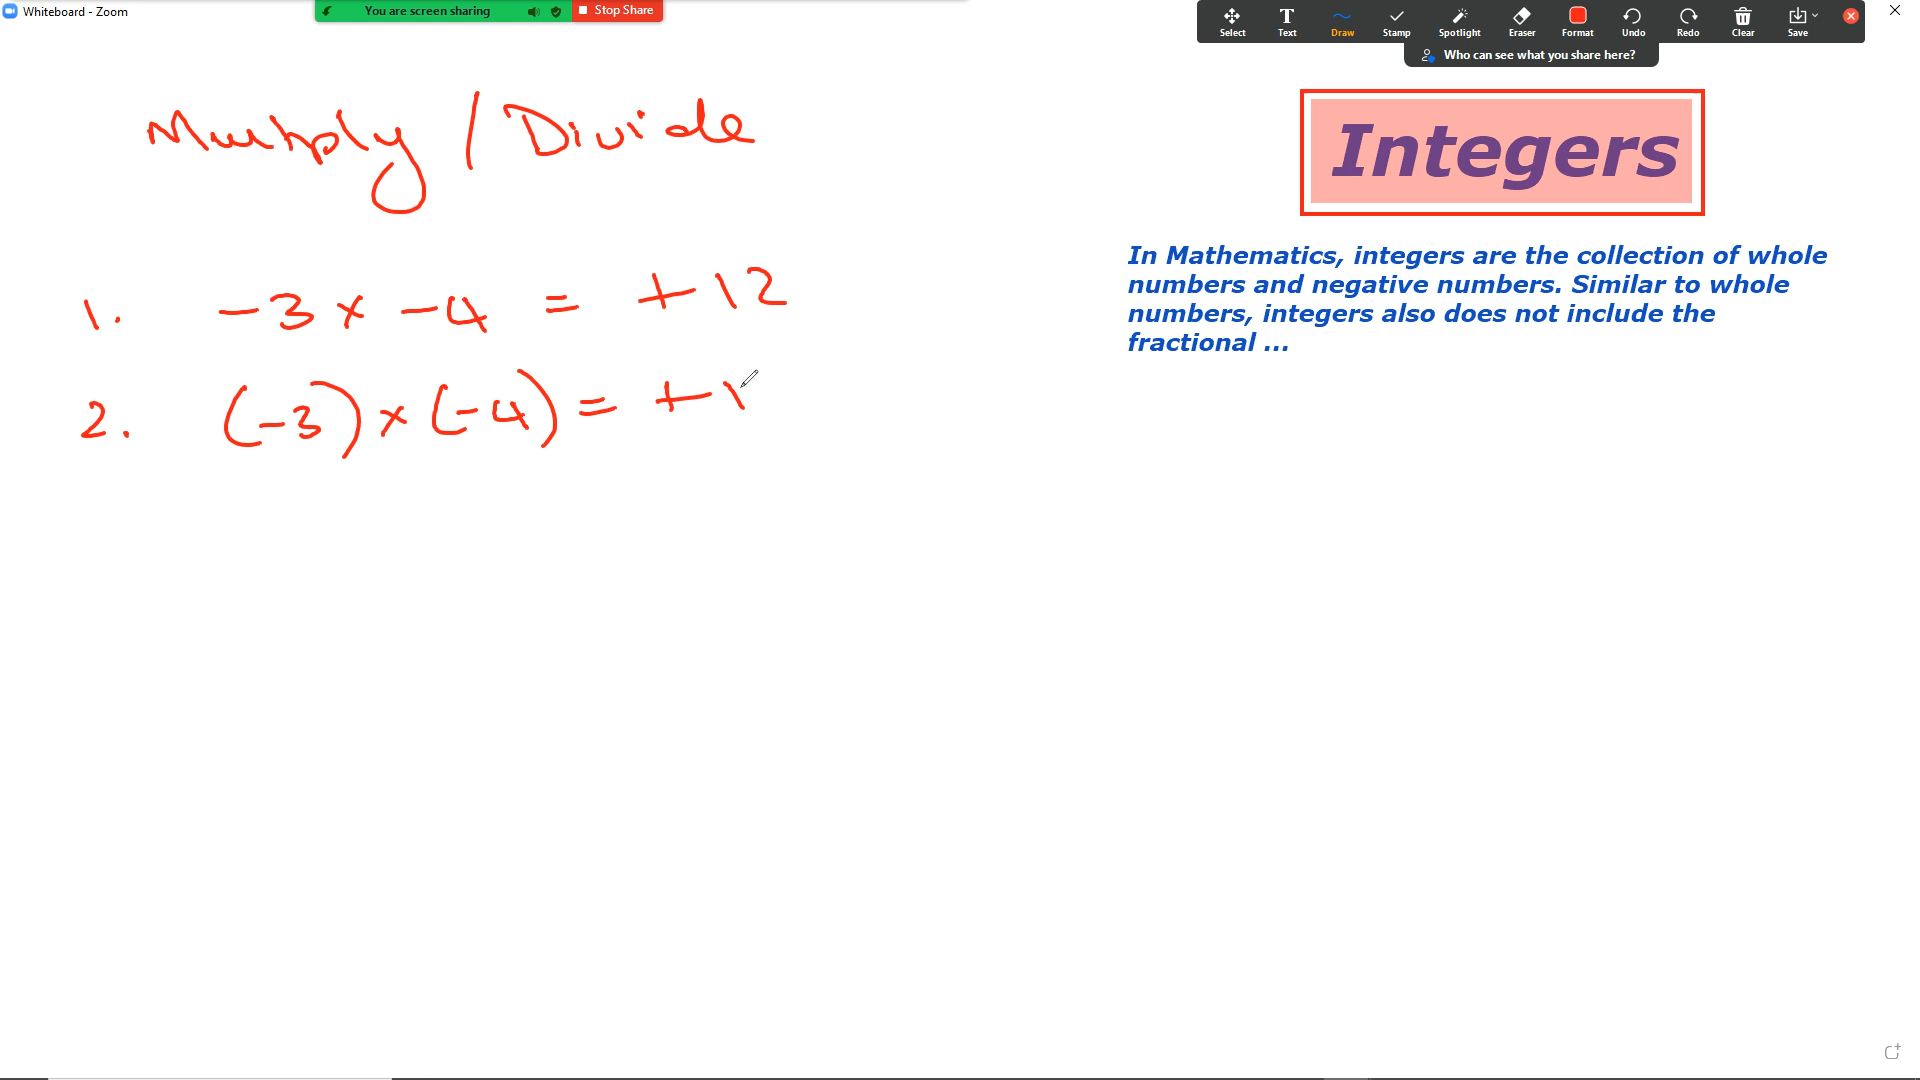 Whiteboard - Zoom
You are screen sharing
Stop Share
Select Text Draw Stamp Spotlight Eraser Format Undo Redo Clear Save
Who can see what you share here?
Multiply / Divide
1. -3 x -4 = +12
2. (-3) x (-4) = +1
Integers
In Mathematics, integers are the collection of whole
numbers and negative numbers. Similar to whole
numbers, integers also does not include the
fractional ...